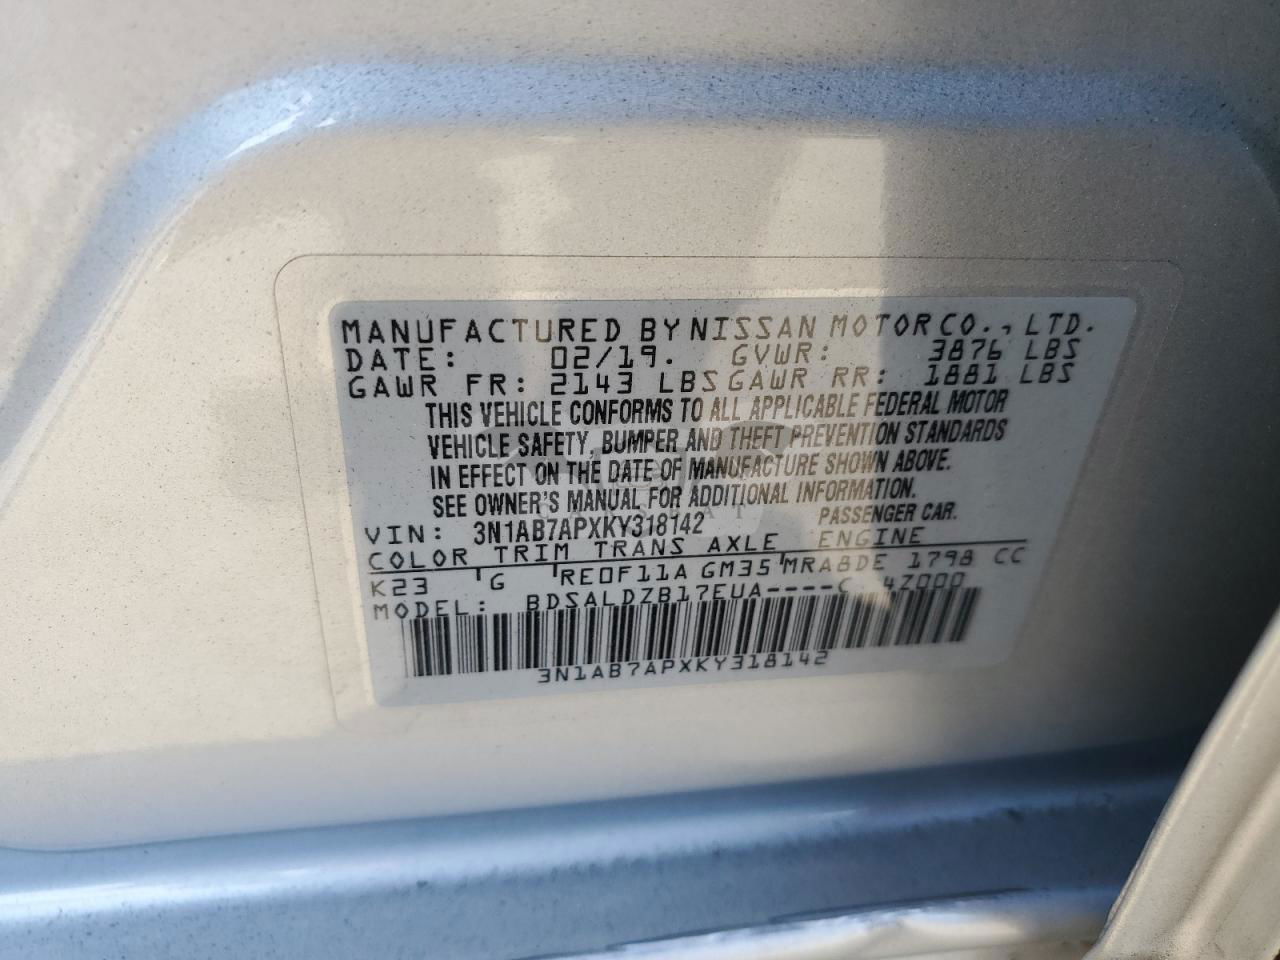 MANUFACTURED BY NISSAN MOTOR CO., LTD.
DATE: 02/19. GVWR: 3876 LBS
GAWR FR: 2143 LBS GAWR RR: 1881 LBS
THIS VEHICLE CONFORMS TO ALL APPLICABLE FEDERAL MOTOR
VEHICLE SAFETY, BUMPER AND THEFT PREVENTION STANDARDS
IN EFFECT ON THE DATE OF MANUFACTURE SHOWN ABOVE.
SEE OWNER'S MANUAL FOR ADDITIONAL INFORMATION.
VIN: 3N1AB7APXKY318142 PASSENGER CAR.
COLOR TRIM TRANS AXLE ENGINE
K23 G RE0F11A GM35 MRA8DE 1798 CC
MODEL: BDSALDZB17EUA----C 4Z000
3N1AB7APXKY318142